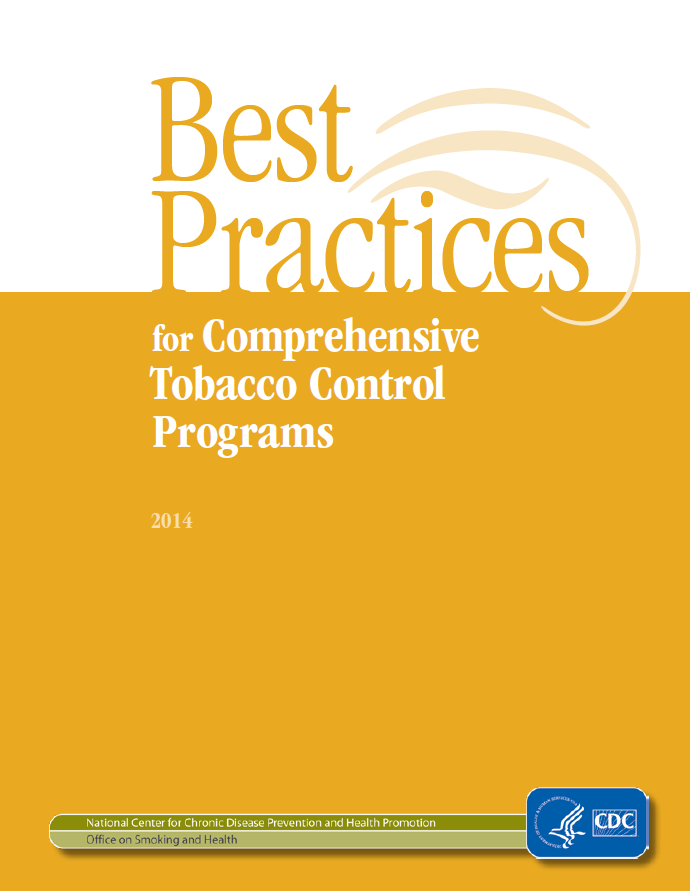 Best
Practices
for Comprehensive
Tobacco Control
Programs
2014
National Center for Chronic Disease Prevention and Health Promotion
Office on Smoking and Health
CDC